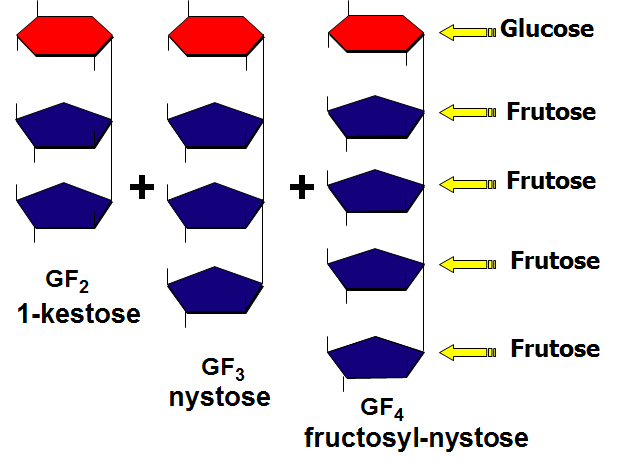 Glucose
Frutose
Frutose
Frutose
Frutose
+
+
GF2
1-kestose
GF3
nystose
GF4
fructosyl-nystose